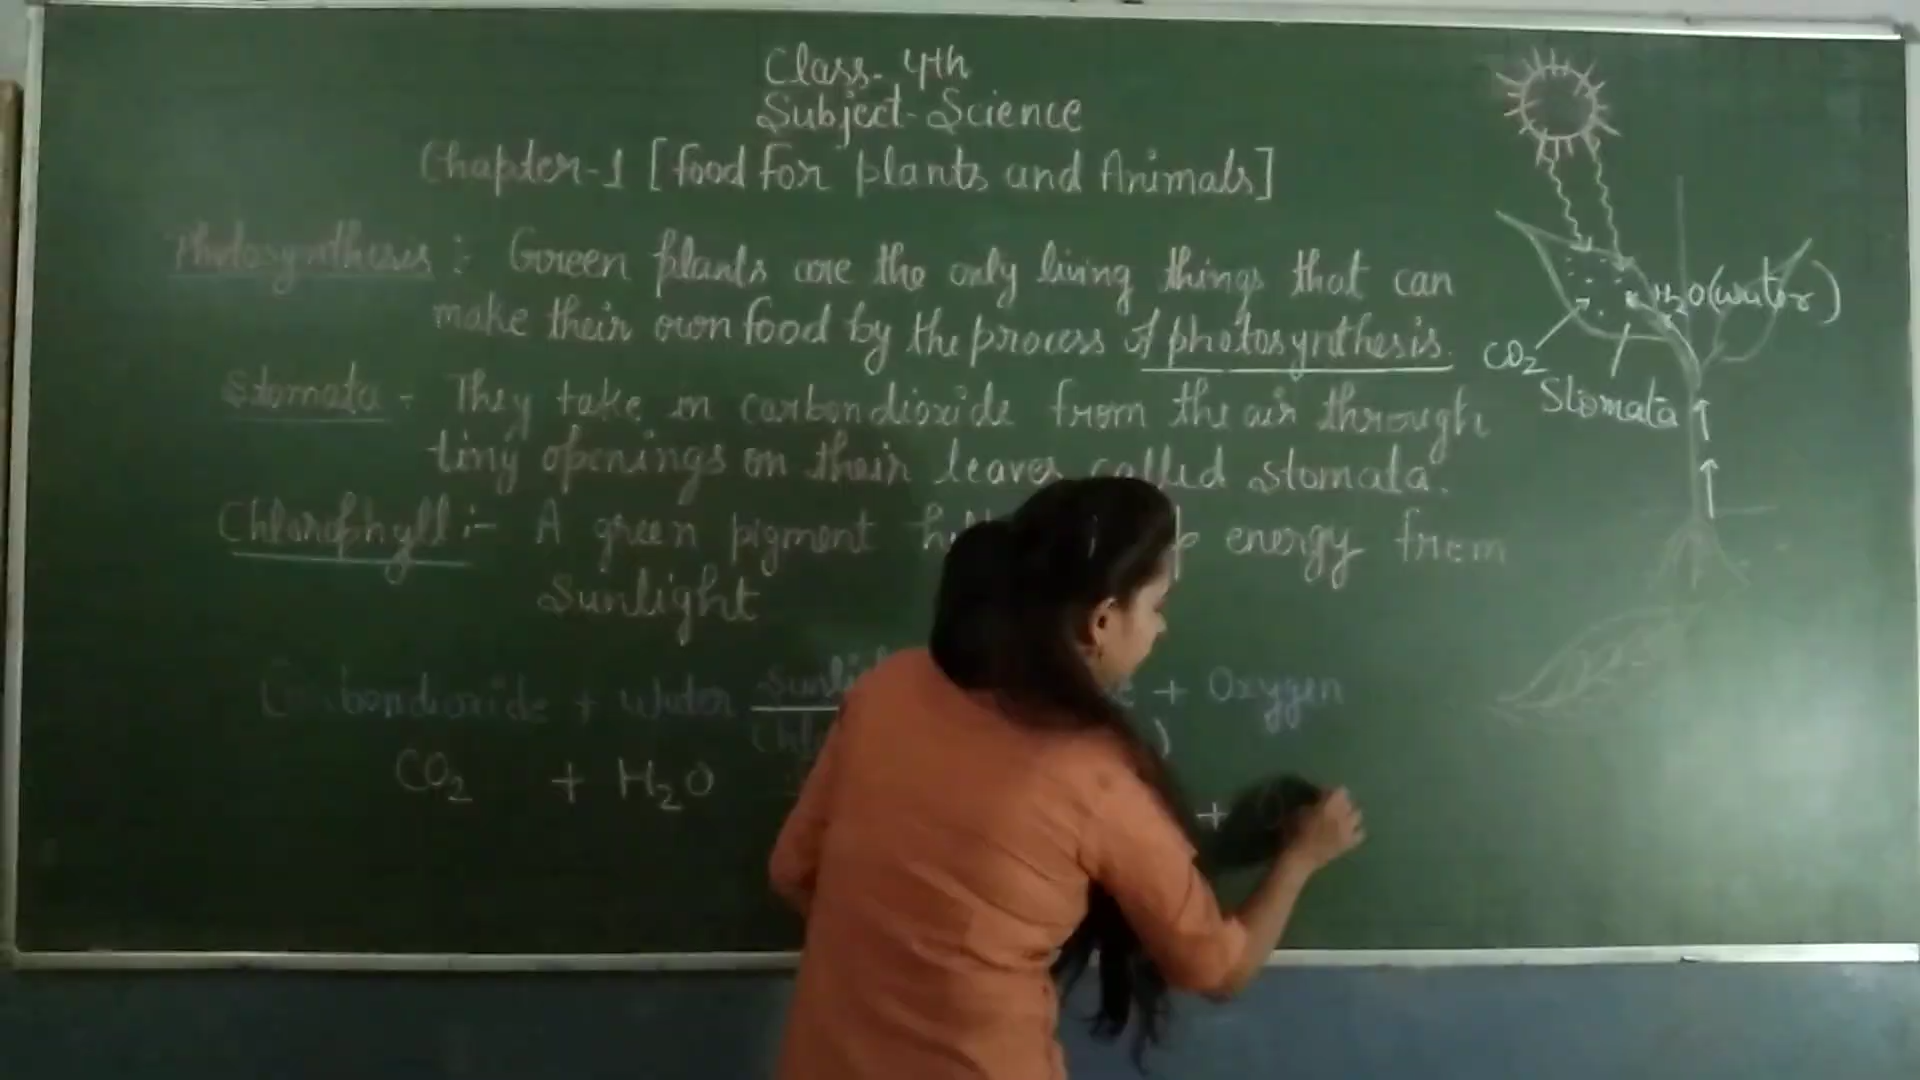 Class- 4th
Subject- Science
Chapter-1 [food For plants and Animals]
Photosynthesis :- Green plants are the only living things that can
make their own food by the process of photosynthesis.
Stomata - They take in carbondioxide from the air through
tiny openings on their leaves called stomata.
Chlorophyll :- A green pigment energy from
Sunlight
Carbondioxide + water + Oxygen
CO2 + H2O +
H2O (water)
CO2
Stomata